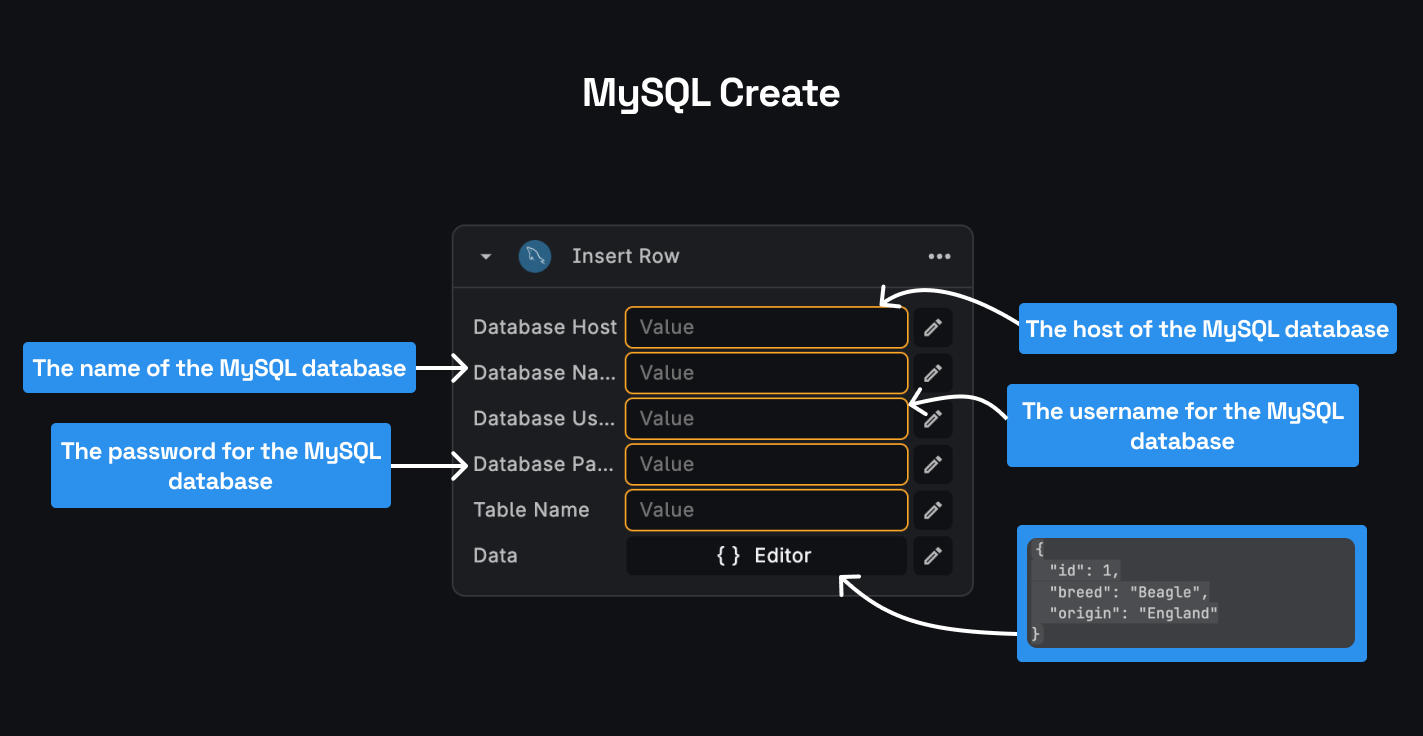 MySQL Create
Insert Row
Database Host
Value
The host of the MySQL database
The name of the MySQL database
Database Na...
Value
Database Us...
Value
The username for the MySQL
database
The password for the MySQL
database
Database Pa...
Value
Table Name
Value
Data
{ } Editor
{
"id": 1,
"breed": "Beagle",
"origin": "England"
}